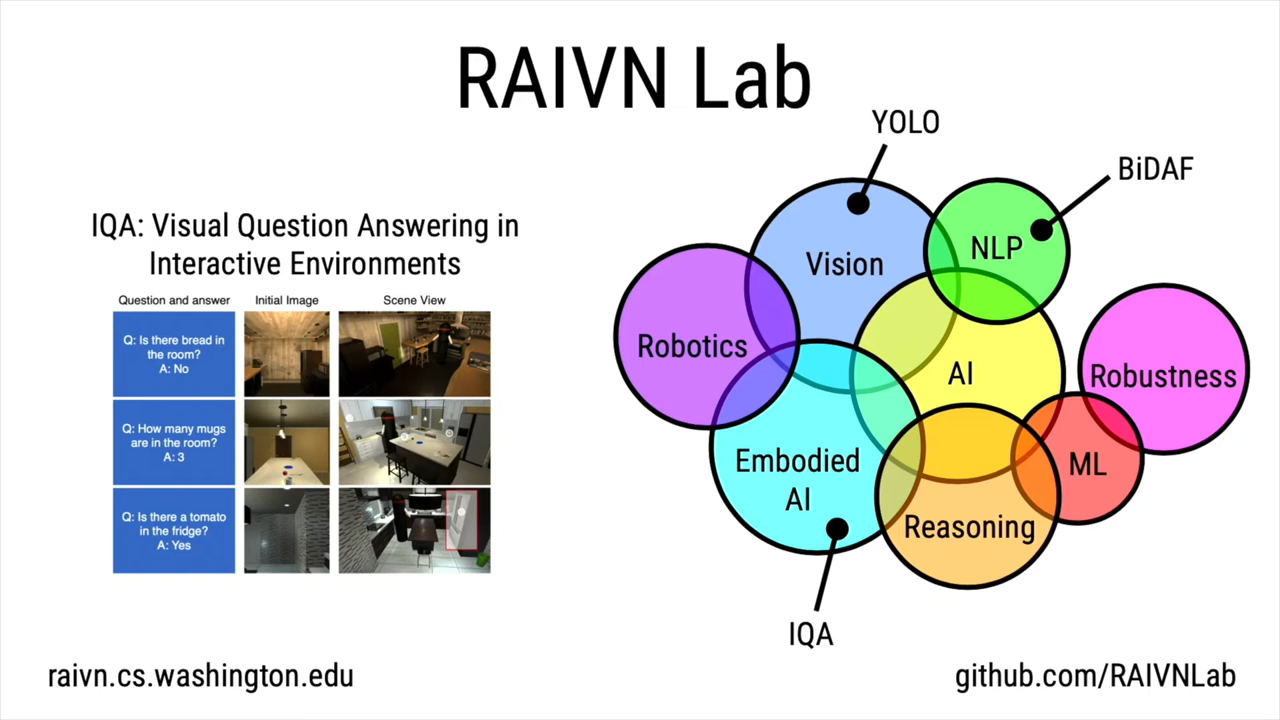 RAIVN Lab
IQA: Visual Question Answering in
Interactive Environments
Question and answer
Initial Image
Scene View
Q: Is there bread in
the room?
A: No
Q: How many mugs
are in the room?
A: 3
Q: Is there a tomato
in the fridge?
A: Yes
YOLO
BiDAF
Vision
NLP
Robotics
AI
Robustness
Embodied
AI
ML
Reasoning
IQA
raivn.cs.washington.edu
github.com/RAIVNLab